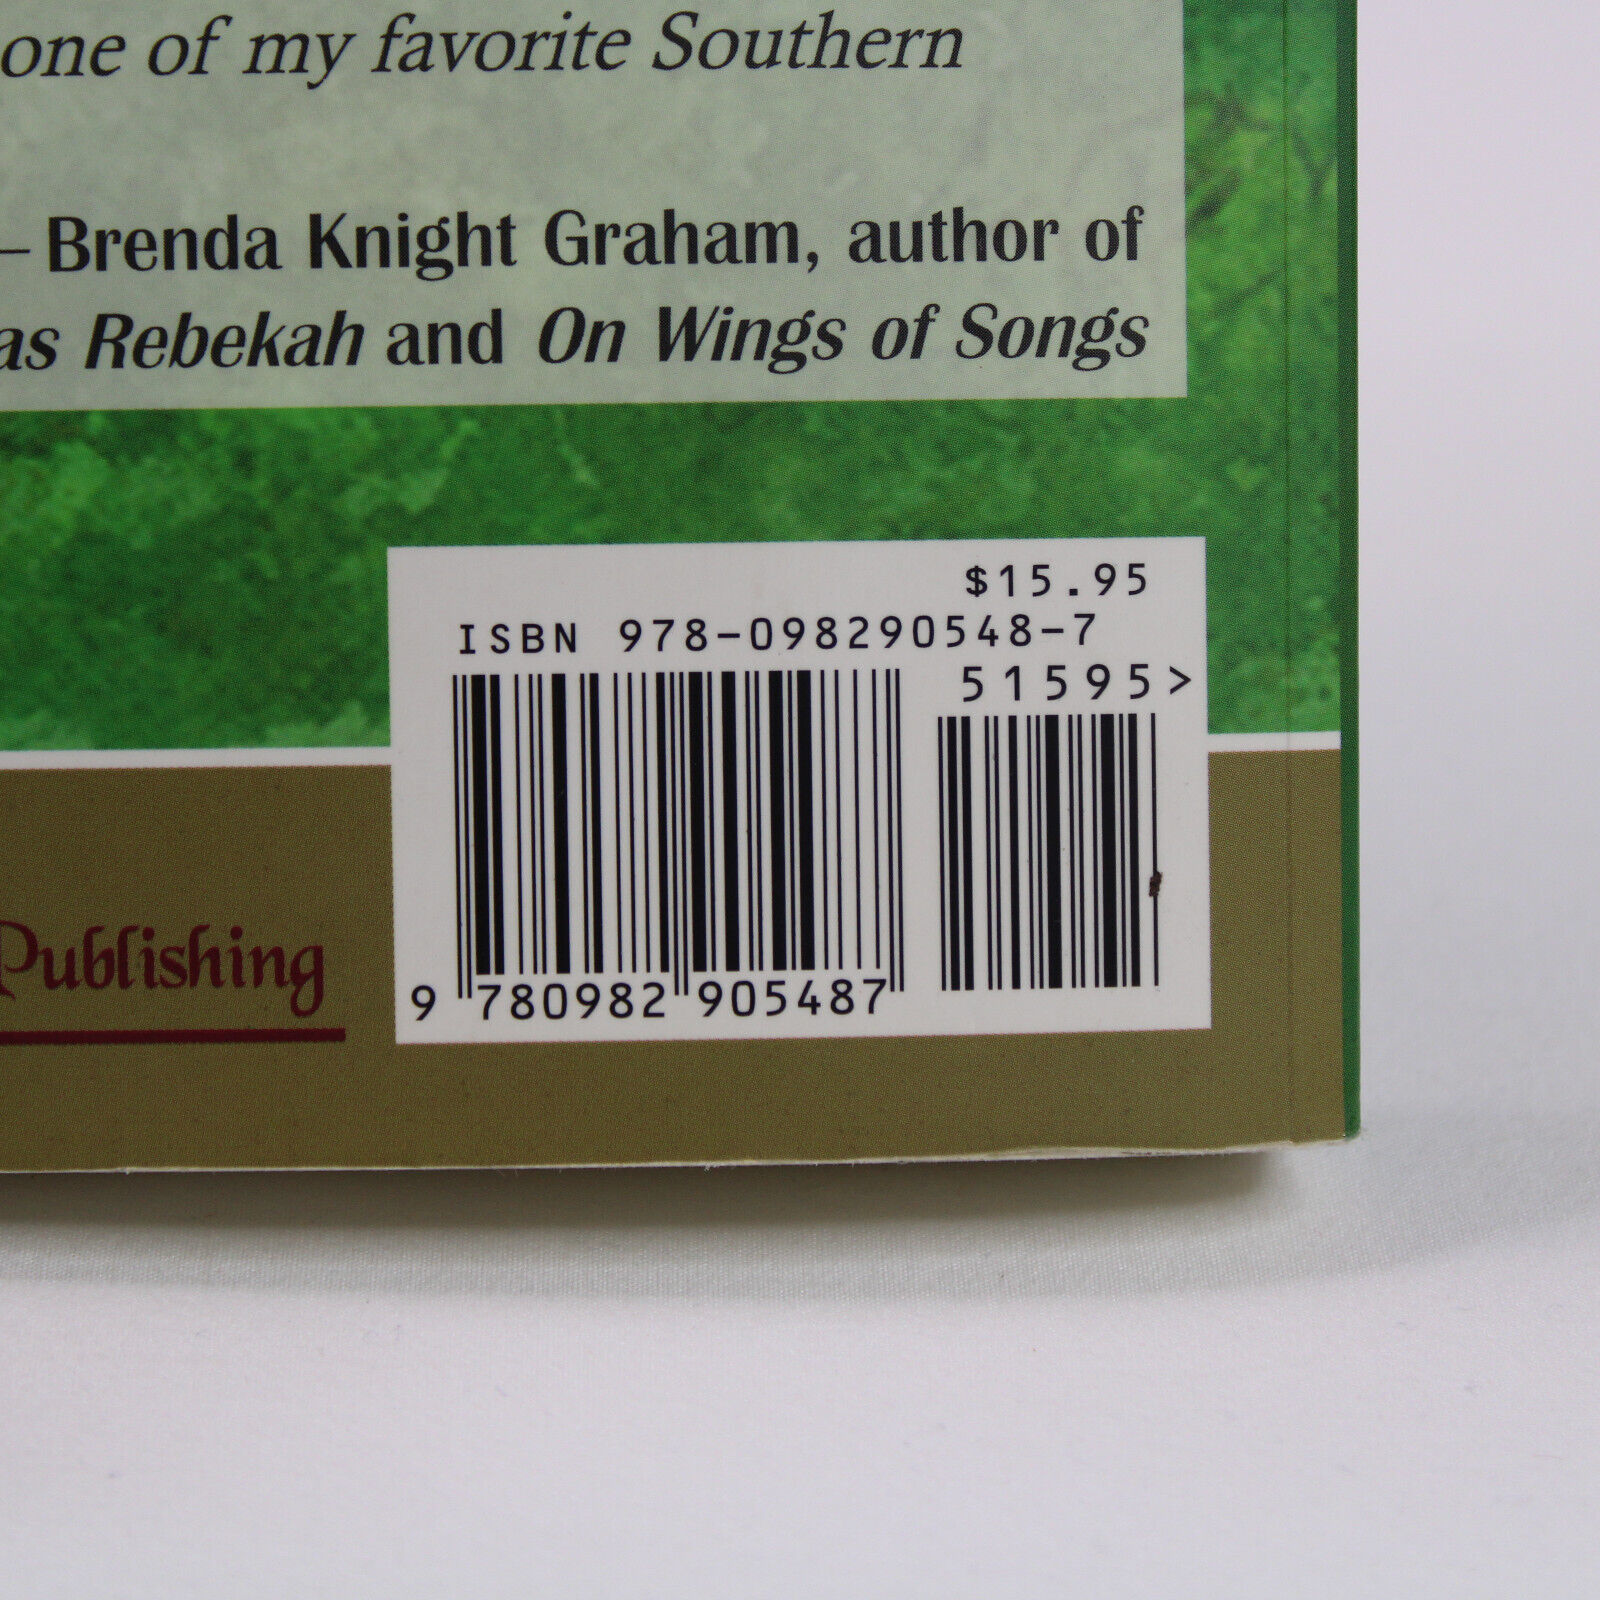 one of my favorite Southern
—Brenda Knight Graham, author of
as Rebekah and On Wings of Songs
$15.95
ISBN 978-098290548-7
51595>
9 780982 905487
Publishing